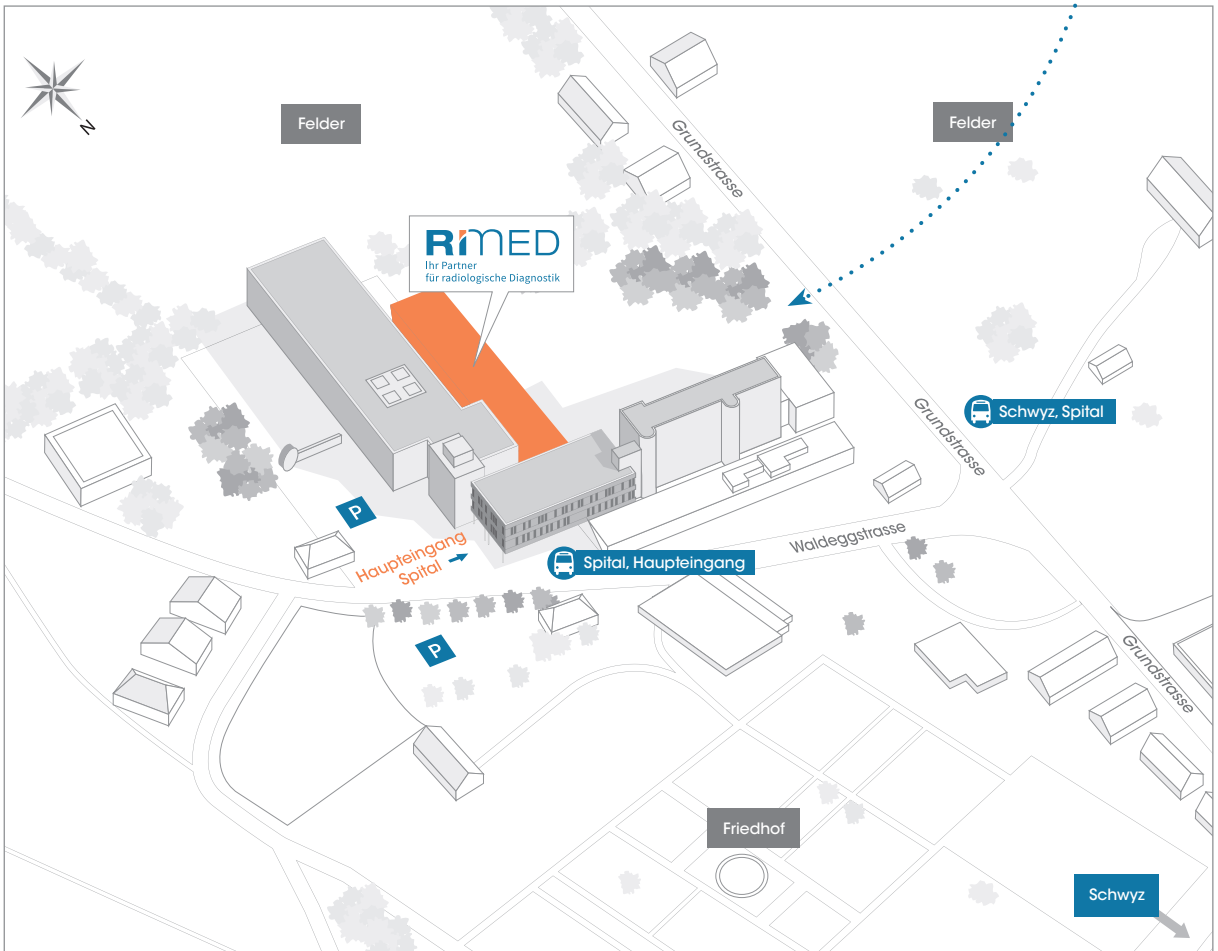 Felder
Felder
N
Grundstrasse
RIMED
Ihr Partner
für radiologische Diagnostik
Schwyz, Spital
Grundstrasse
P
Waldeggstrasse
Haupteingang
Spital
Spital, Haupteingang
P
Grundstrasse
Friedhof
Schwyz